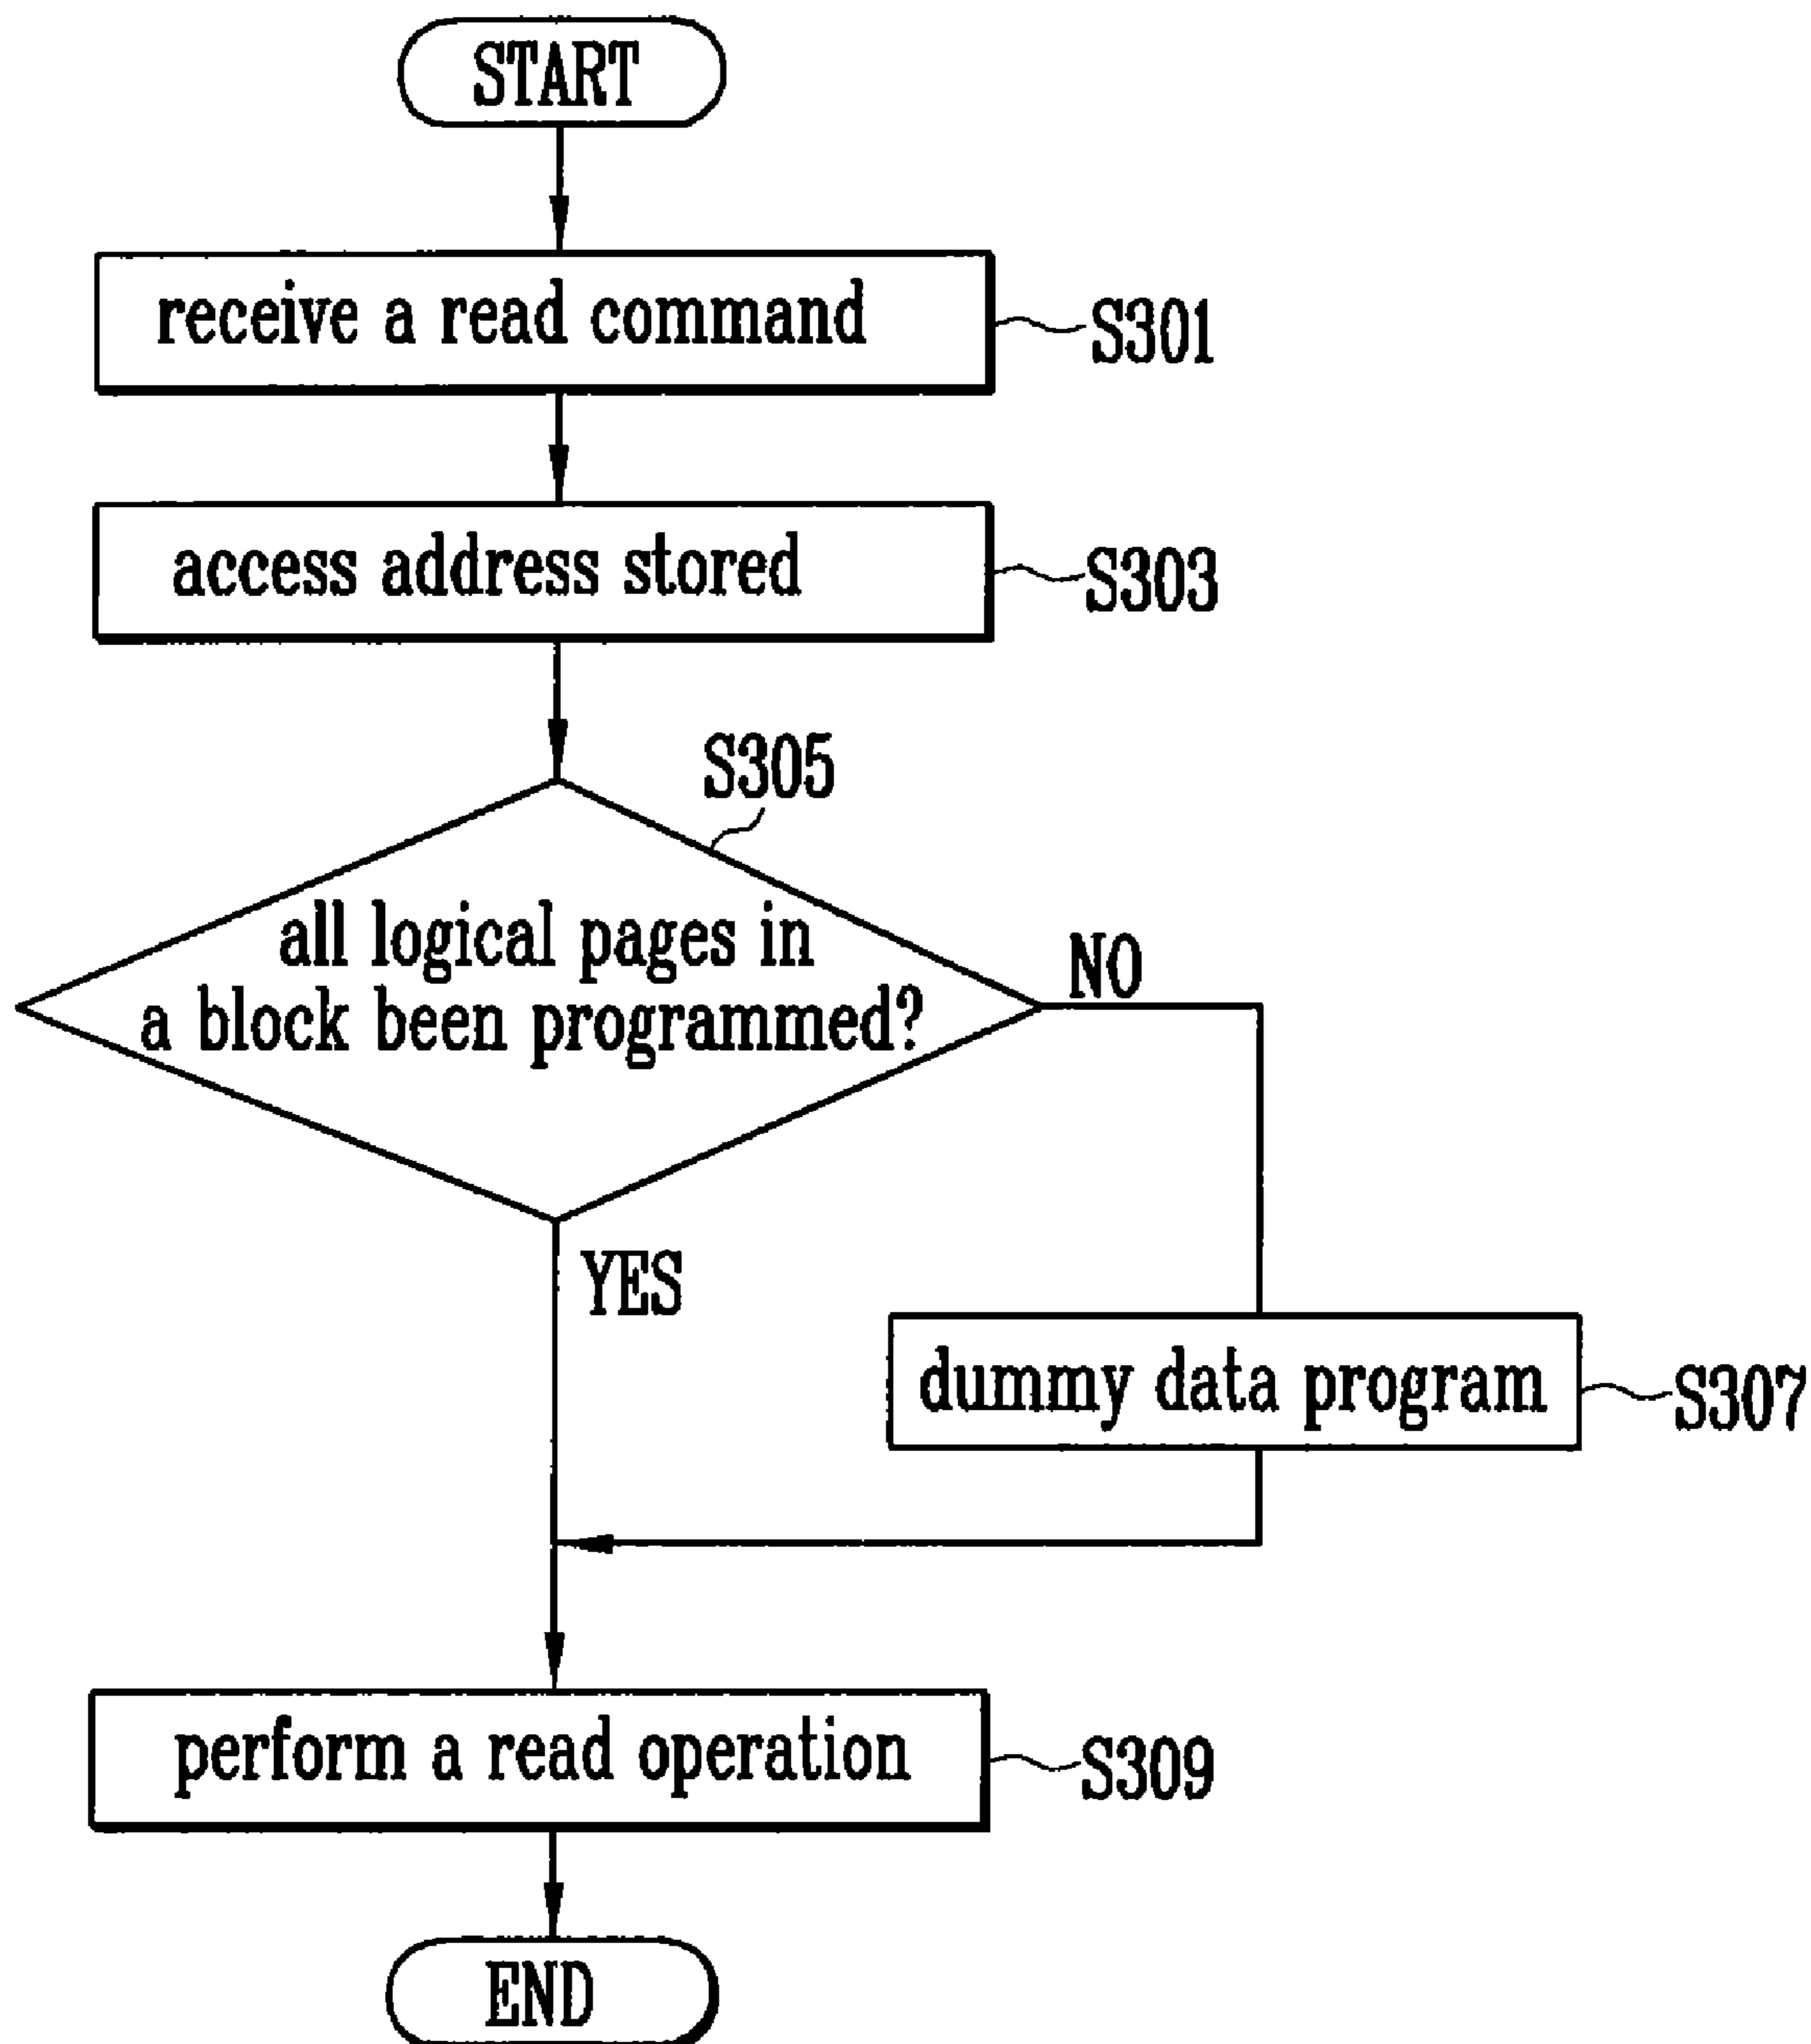 START
receive a read command
S301
access address stored
S303
S305
all logical pages in
a block been programmed?
NO
YES
dummy data program
S307
perform a read operation
S309
END